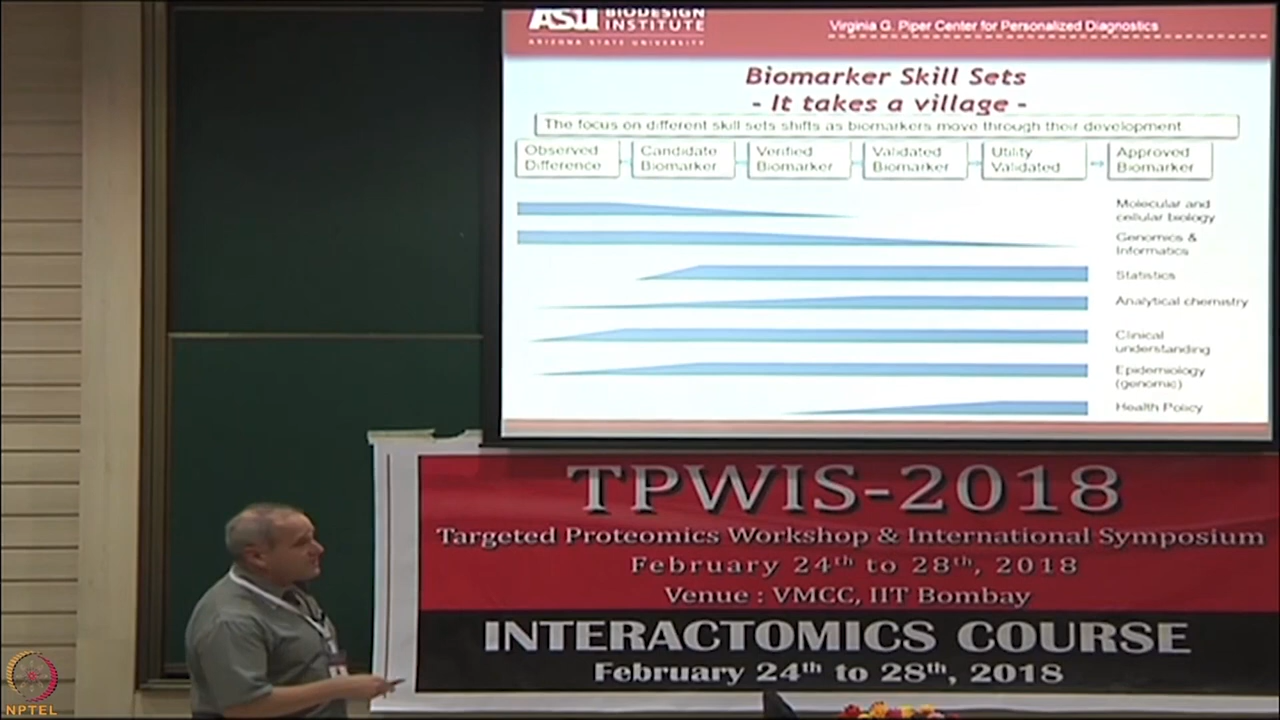 ASU BIODESIGN INSTITUTE
ARIZONA STATE UNIVERSITY
Virginia G. Piper Center for Personalized Diagnostics
Biomarker Skill Sets
- It takes a village -
The focus on different skill sets shifts as biomarkers move through their development
Observed Difference
Candidate Biomarker
Verified Biomarker
Validated Biomarker
Utility Validated
Approved Biomarker
Molecular and cellular biology
Genomics & Informatics
Statistics
Analytical chemistry
Clinical understanding
Epidemiology (genomic)
Health Policy
TPWIS-2018
Targeted Proteomics Workshop & International Symposium
February 24th to 28th, 2018
Venue : VMCC, IIT Bombay
INTERACTOMICS COURSE
February 24th to 28th, 2018
NPTEL